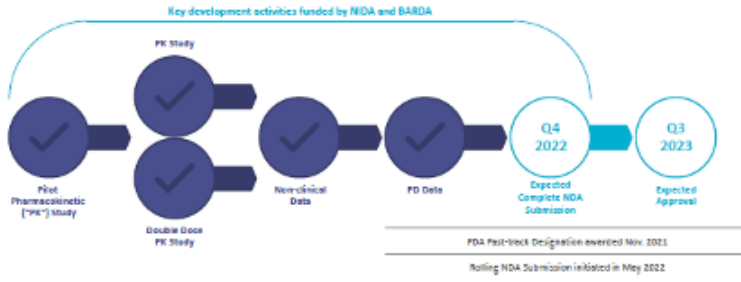 Key development activities funded by NIDA and BARDA
PK Study
Q4
2022
Q3
2023
Pilot
Pharmacokinetic
("PK") Study
Non-clinical
Data
PD Data
Expected
Complete NDA
Submission
Expected
Approval
Double Dose
PK Study
FDA Fast-track Designation awarded Nov. 2021
Rolling NDA Submission initiated in May 2022